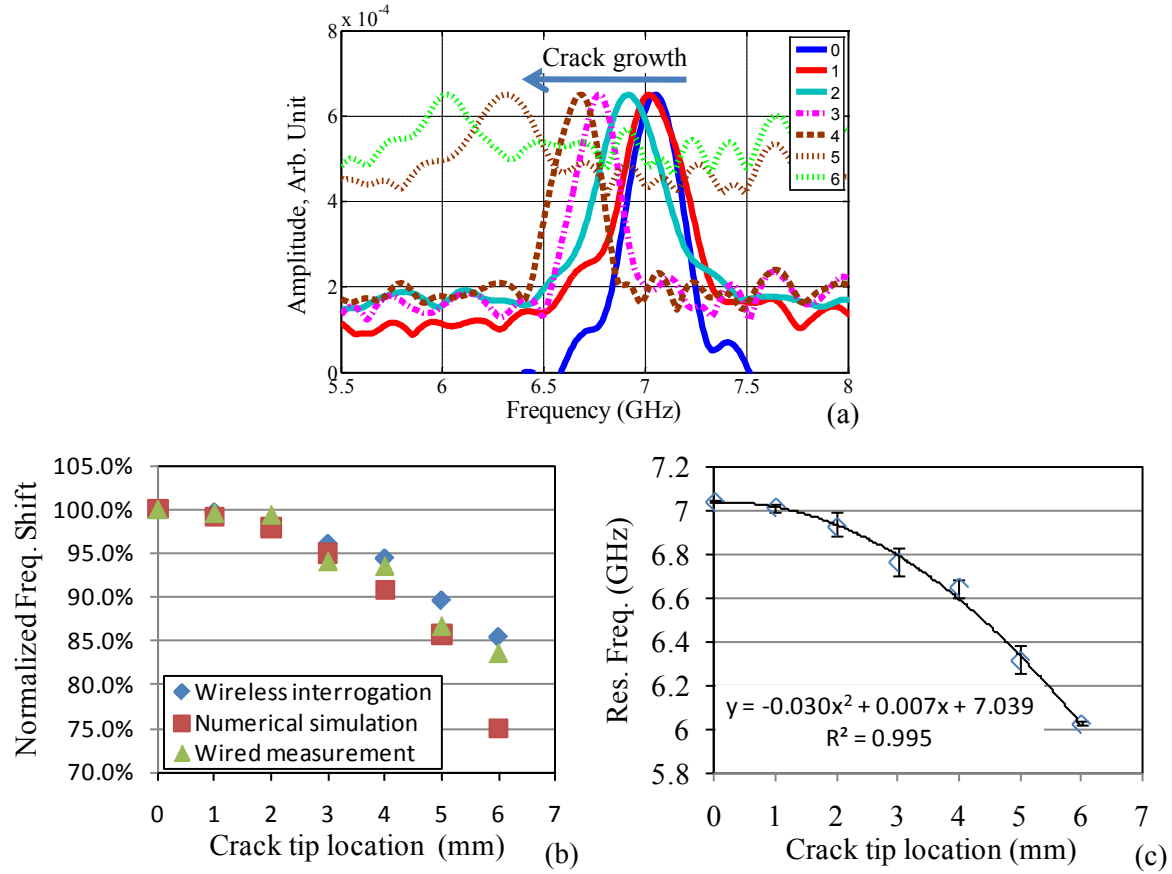 8 x 10-4
6
4
2
0
Amplitude, Arb. Unit
Crack growth
0
1
2
3
4
5
6
5.5 6 6.5 7 7.5 8
Frequency (GHz)
(a)
105.0%
100.0%
95.0%
90.0%
85.0%
80.0%
75.0%
70.0%
Normalized Freq. Shift
Wireless interrogation
Numerical simulation
Wired measurement
0 1 2 3 4 5 6 7
Crack tip location (mm)
(b)
7.2
7
6.8
6.6
6.4
6.2
6
5.8
Res. Freq. (GHz)
y = -0.030x² + 0.007x + 7.039
R² = 0.995
0 1 2 3 4 5 6 7
Crack tip location (mm)
(c)